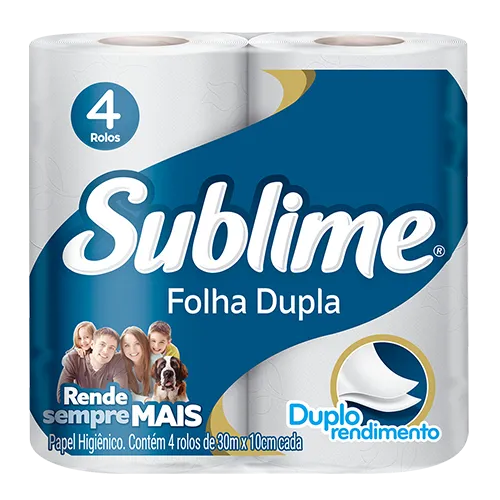 4
Rolos
Sublime®
Folha Dupla
Rende
sempre MAIS
Duplo
rendimento
Papel Higiênico. Contém 4 rolos de 30m x 10cm cada